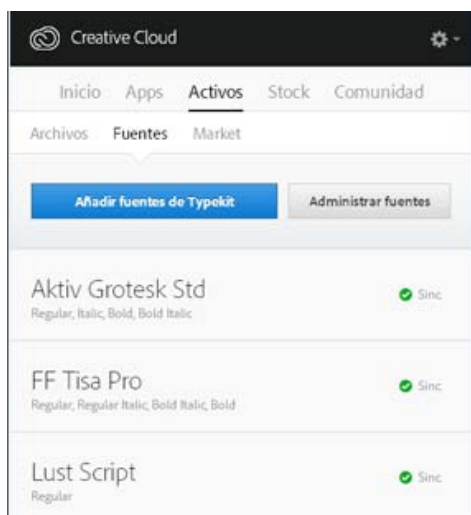 Creative Cloud
Inicio Apps Activos Stock Comunidad
Archivos Fuentes Market
Añadir fuentes de Typekit Administrar fuentes
Aktiv Grotesk Std
Sinc
Regular, Italic, Bold, Bold Italic
FF Tisa Pro
Sinc
Regular, Regular Italic, Bold Italic, Bold
Lust Script
Sinc
Regular